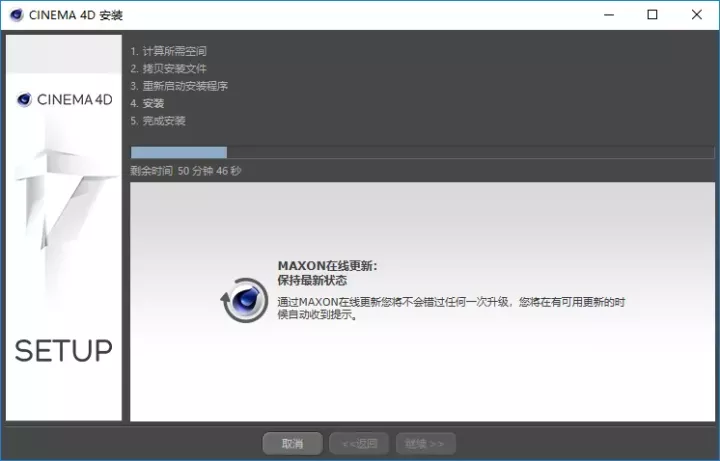 CINEMA 4D 安装
CINEMA 4D
1. 计算所需空间
2. 拷贝安装文件
3. 重新启动安装程序
4. 安装
5. 完成安装
剩余时间 50 分钟 46 秒
MAXON在线更新:
保持最新状态
通过MAXON在线更新您将不会错过任何一次升级，您将在有可用更新的时
候自动收到提示。
SETUP
取消
<<返回
继续 >>